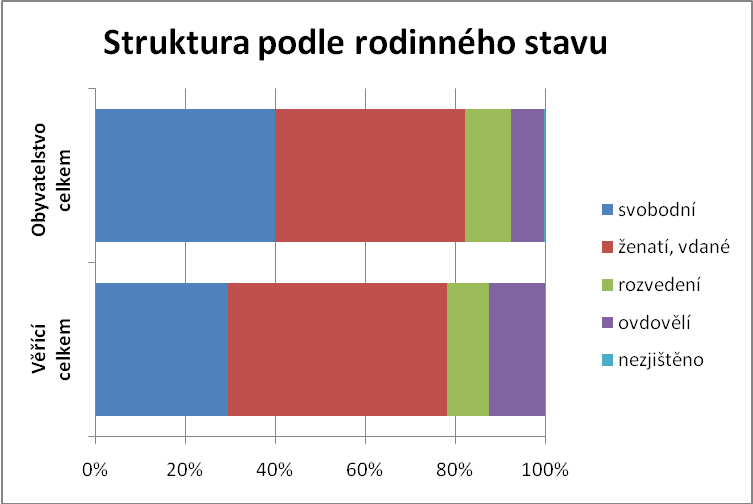 Struktura podle rodinného stavu
Obyvatelstvo
celkem
Věřící
celkem
0%
20%
40%
60%
80%
100%
svobodní
ženatí, vdané
rozvedení
ovdovělí
nezjištěno